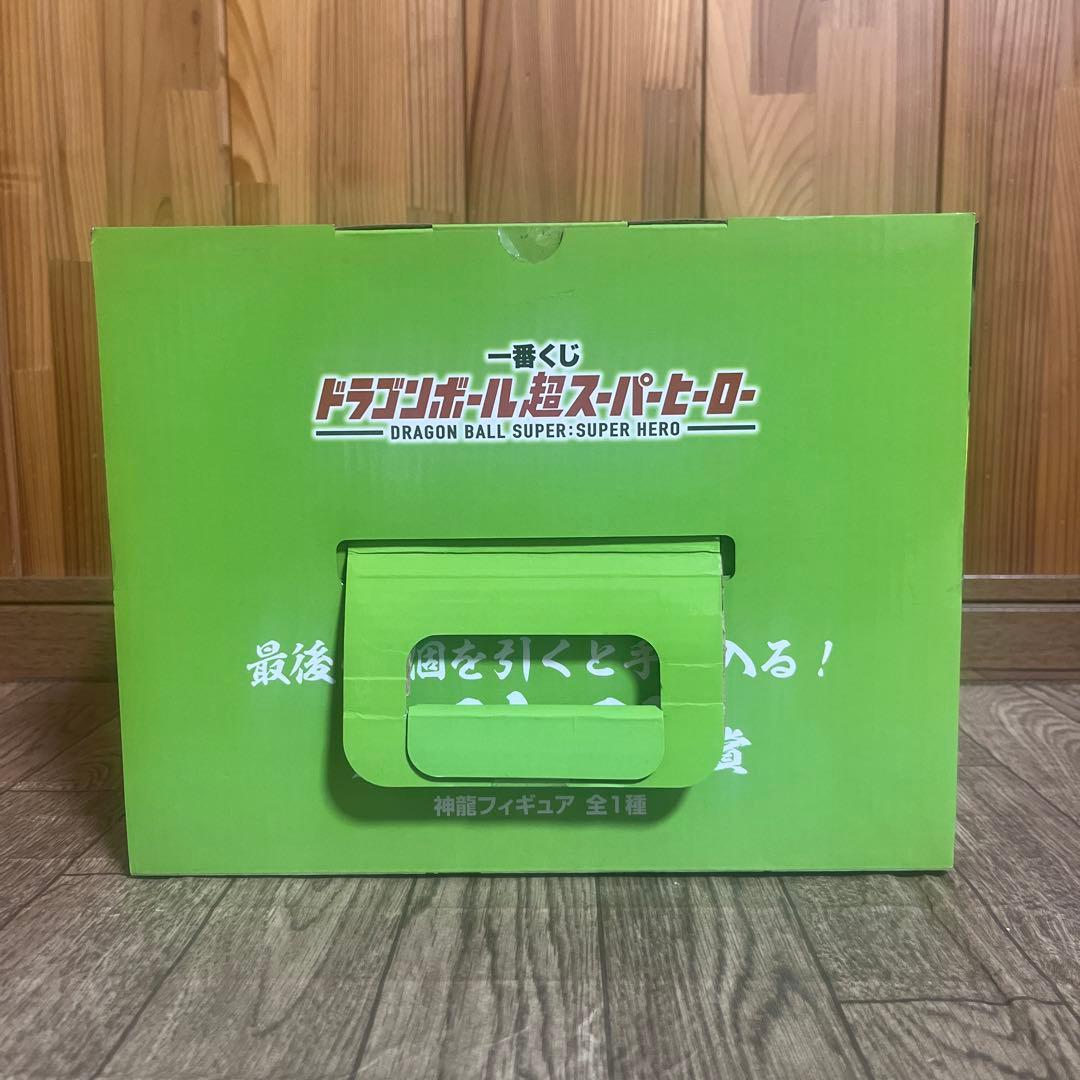 一番くじ
ドラゴンボール超スーパーヒーロー
DRAGON BALL SUPER:SUPER HERO
最後 個を引くと手 入る!
賞
神龍フィギュア 全1種